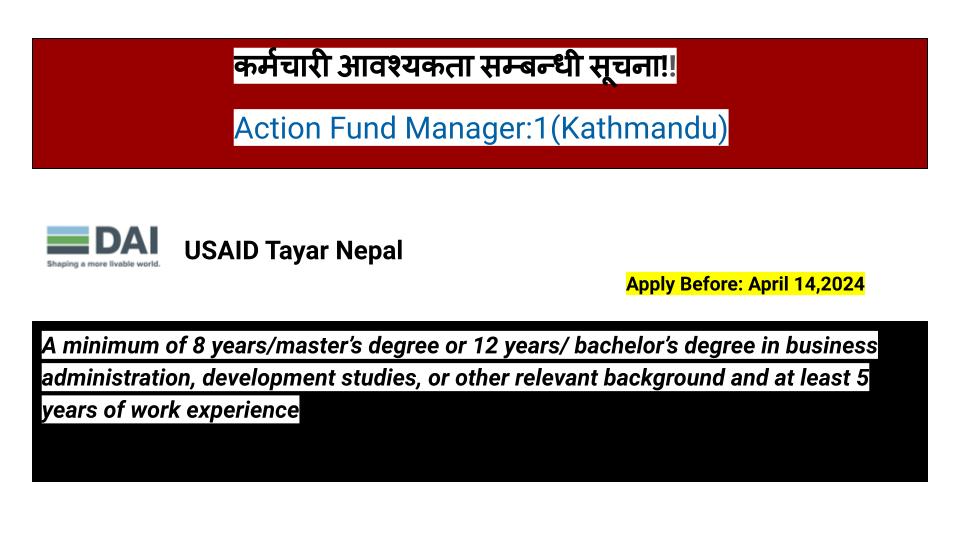 कर्मचारी आवश्यकता सम्बन्धी सूचना!!
Action Fund Manager:1(Kathmandu)
DAI
Shaping a more livable world.
USAID Tayar Nepal
Apply Before: April 14,2024
A minimum of 8 years/master’s degree or 12 years/ bachelor’s degree in business
administration, development studies, or other relevant background and at least 5
years of work experience